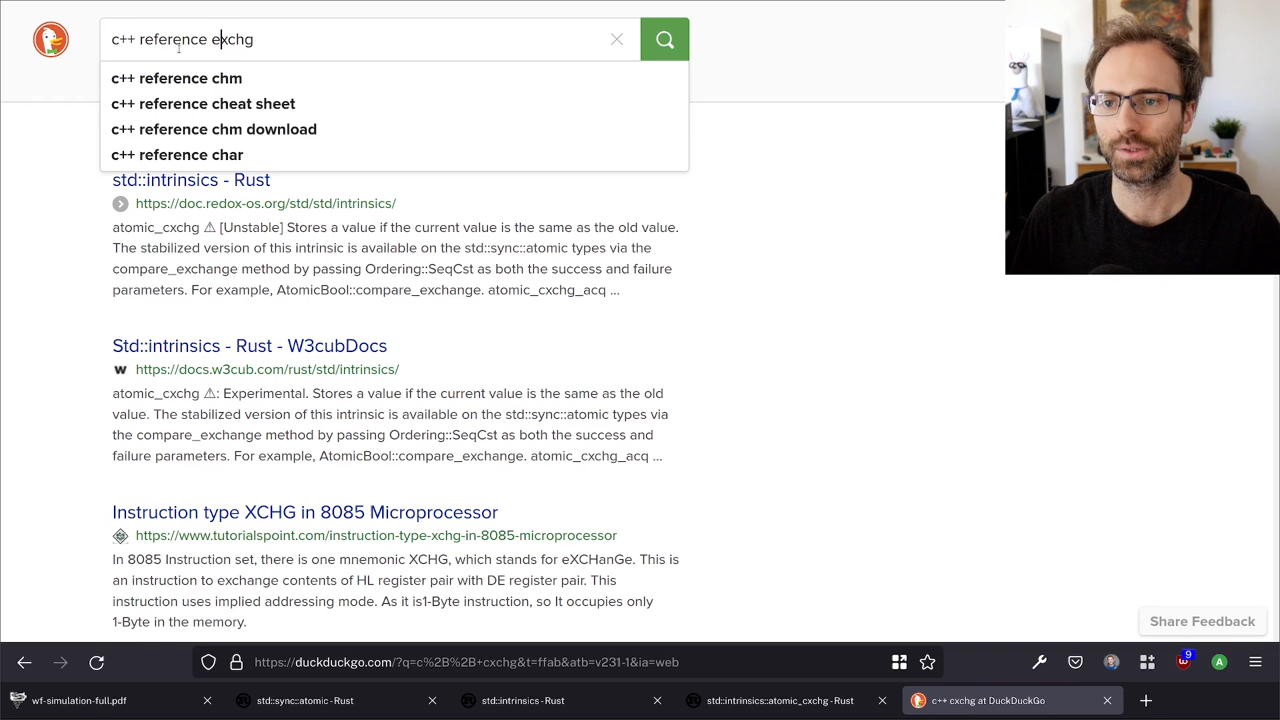 c++ reference exchg
c++ reference chm
c++ reference cheat sheet
c++ reference chm download
c++ reference char
std::intrinsics - Rust
https://doc.redox-os.org/std/std/intrinsics/
atomic_cxchg ⚠ [Unstable] Stores a value if the current value is the same as the old value.
The stabilized version of this intrinsic is available on the std::sync::atomic types via the
compare_exchange method by passing Ordering::SeqCst as both the success and failure
parameters. For example, AtomicBool::compare_exchange. atomic_cxchg_acq ...
Std::intrinsics - Rust - W3cubDocs
W https://docs.w3cub.com/rust/std/intrinsics/
atomic_cxchg ⚠: Experimental. Stores a value if the current value is the same as the old
value. The stabilized version of this intrinsic is available on the std::sync::atomic types via
the compare_exchange method by passing Ordering::SeqCst as both the success and
failure parameters. For example, AtomicBool::compare_exchange. atomic_cxchg_acq ...
Instruction type XCHG in 8085 Microprocessor
https://www.tutorialspoint.com/instruction-type-xchg-in-8085-microprocessor
In 8085 Instruction set, there is one mnemonic XCHG, which stands for eXCHanGe. This is
an instruction to exchange contents of HL register pair with DE register pair. This
instruction uses implied addressing mode. As it is1-Byte instruction, so It occupies only
1-Byte in the memory.
Share Feedback
https://duckduckgo.com/?q=c%2B%2B+cxchg&t=ffab&atb=v231-1&ia=web
9
A
wf-simulation-full.pdf
std::sync::atomic - Rust
std::intrinsics - Rust
std::intrinsics::atomic_cxchg - Rust
c++ cxchg at DuckDuckGo